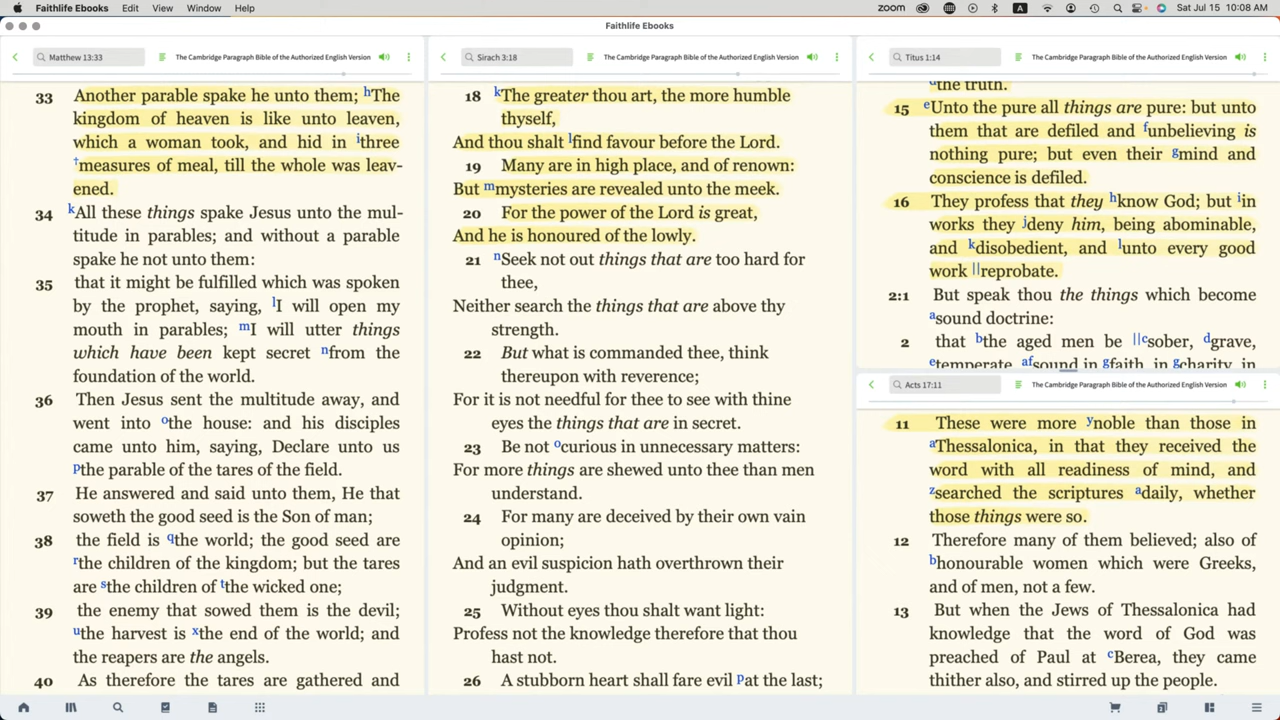 Faithlife Ebooks Edit View Window Help zoom A Sat Jul 15 10:08 AM
Faithlife Ebooks
Matthew 13:33 The Cambridge Paragraph Bible of the Authorized English Version
33 Another parable spake he unto them; hThe
kingdom of heaven is like unto leaven,
which a woman took, and hid in ithree
†measures of meal, till the whole was leav-
ened.
34 kAll these things spake Jesus unto the mul-
titude in parables; and without a parable
spake he not unto them:
35 that it might be fulfilled which was spoken
by the prophet, saying, lI will open my
mouth in parables; mI will utter things
which have been kept secret nfrom the
foundation of the world.
36 Then Jesus sent the multitude away, and
went into othe house: and his disciples
came unto him, saying, Declare unto us
pthe parable of the tares of the field.
37 He answered and said unto them, He that
soweth the good seed is the Son of man;
38 the field is qthe world; the good seed are
rthe children of the kingdom; but the tares
are sthe children of tthe wicked one;
39 the enemy that sowed them is the devil;
uthe harvest is xthe end of the world; and
the reapers are the angels.
40 As therefore the tares are gathered and
Sirach 3:18 The Cambridge Paragraph Bible of the Authorized English Version
18 kThe greater thou art, the more humble
thyself,
And thou shalt lfind favour before the Lord.
19 Many are in high place, and of renown:
But mmysteries are revealed unto the meek.
20 For the power of the Lord is great,
And he is honoured of the lowly.
21 nSeek not out things that are too hard for
thee,
Neither search the things that are above thy
strength.
22 But what is commanded thee, think
thereupon with reverence;
For it is not needful for thee to see with thine
eyes the things that are in secret.
23 Be not ocurious in unnecessary matters:
For more things are shewed unto thee than men
understand.
24 For many are deceived by their own vain
opinion;
And an evil suspicion hath overthrown their
judgment.
25 Without eyes thou shalt want light:
Profess not the knowledge therefore that thou
hast not.
26 A stubborn heart shall fare evil pat the last;
Titus 1:14 The Cambridge Paragraph Bible of the Authorized English Version
dthe truth.
15 eUnto the pure all things are pure: but unto
them that are defiled and funbelieving is
nothing pure; but even their gmind and
conscience is defiled.
16 They profess that they hknow God; but iin
works they jdeny him, being abominable,
and kdisobedient, and lunto every good
work ||reprobate.
2:1 But speak thou the things which become
asound doctrine:
2 that bthe aged men be ||csober, dgrave,
etemperate, afsound in gfaith, in gcharity, in
Acts 17:11 The Cambridge Paragraph Bible of the Authorized English Version
11 These were more ynoble than those in
aThessalonica, in that they received the
word with all readiness of mind, and
zsearched the scriptures adaily, whether
those things were so.
12 Therefore many of them believed; also of
bhonourable women which were Greeks,
and of men, not a few.
13 But when the Jews of Thessalonica had
knowledge that the word of God was
preached of Paul at cBerea, they came
thither also, and stirred up the people.